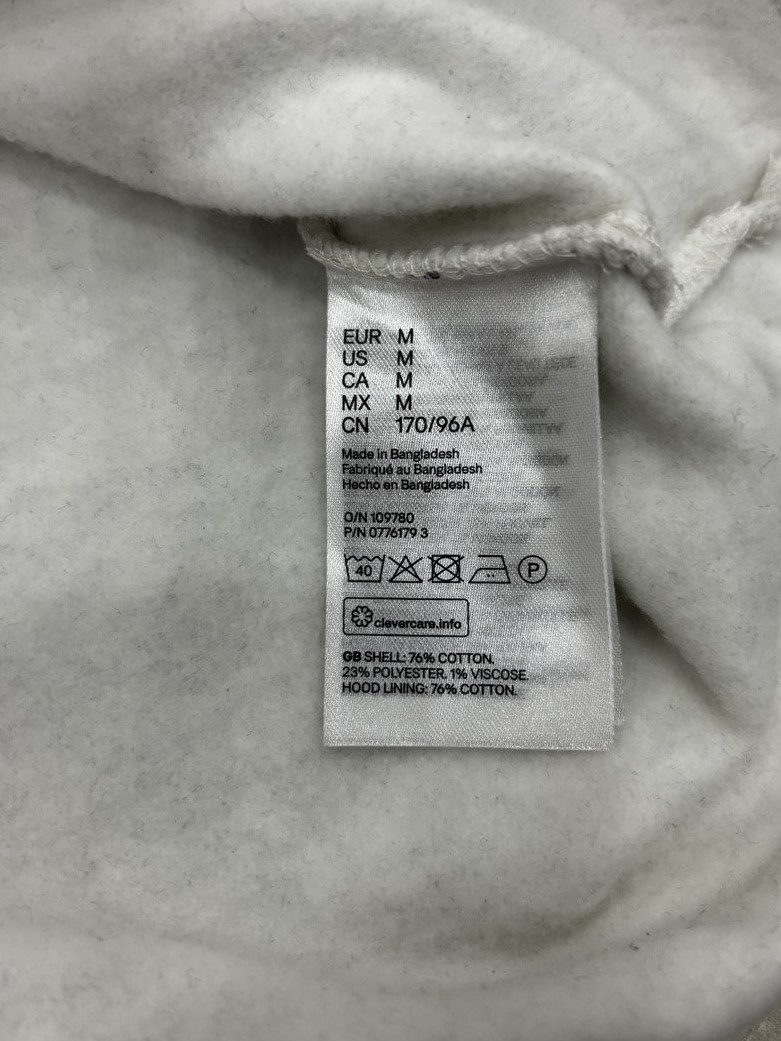 EUR M
US M
CA M
MX M
CN 170/96A
Made in Bangladesh
Fabriqué au Bangladesh
Hecho en Bangladesh
O/N 109780
P/N 0776179 3
40 P
clevercare.info
GB SHELL: 76% COTTON.
23% POLYESTER. 1% VISCOSE.
HOOD LINING: 76% COTTON.